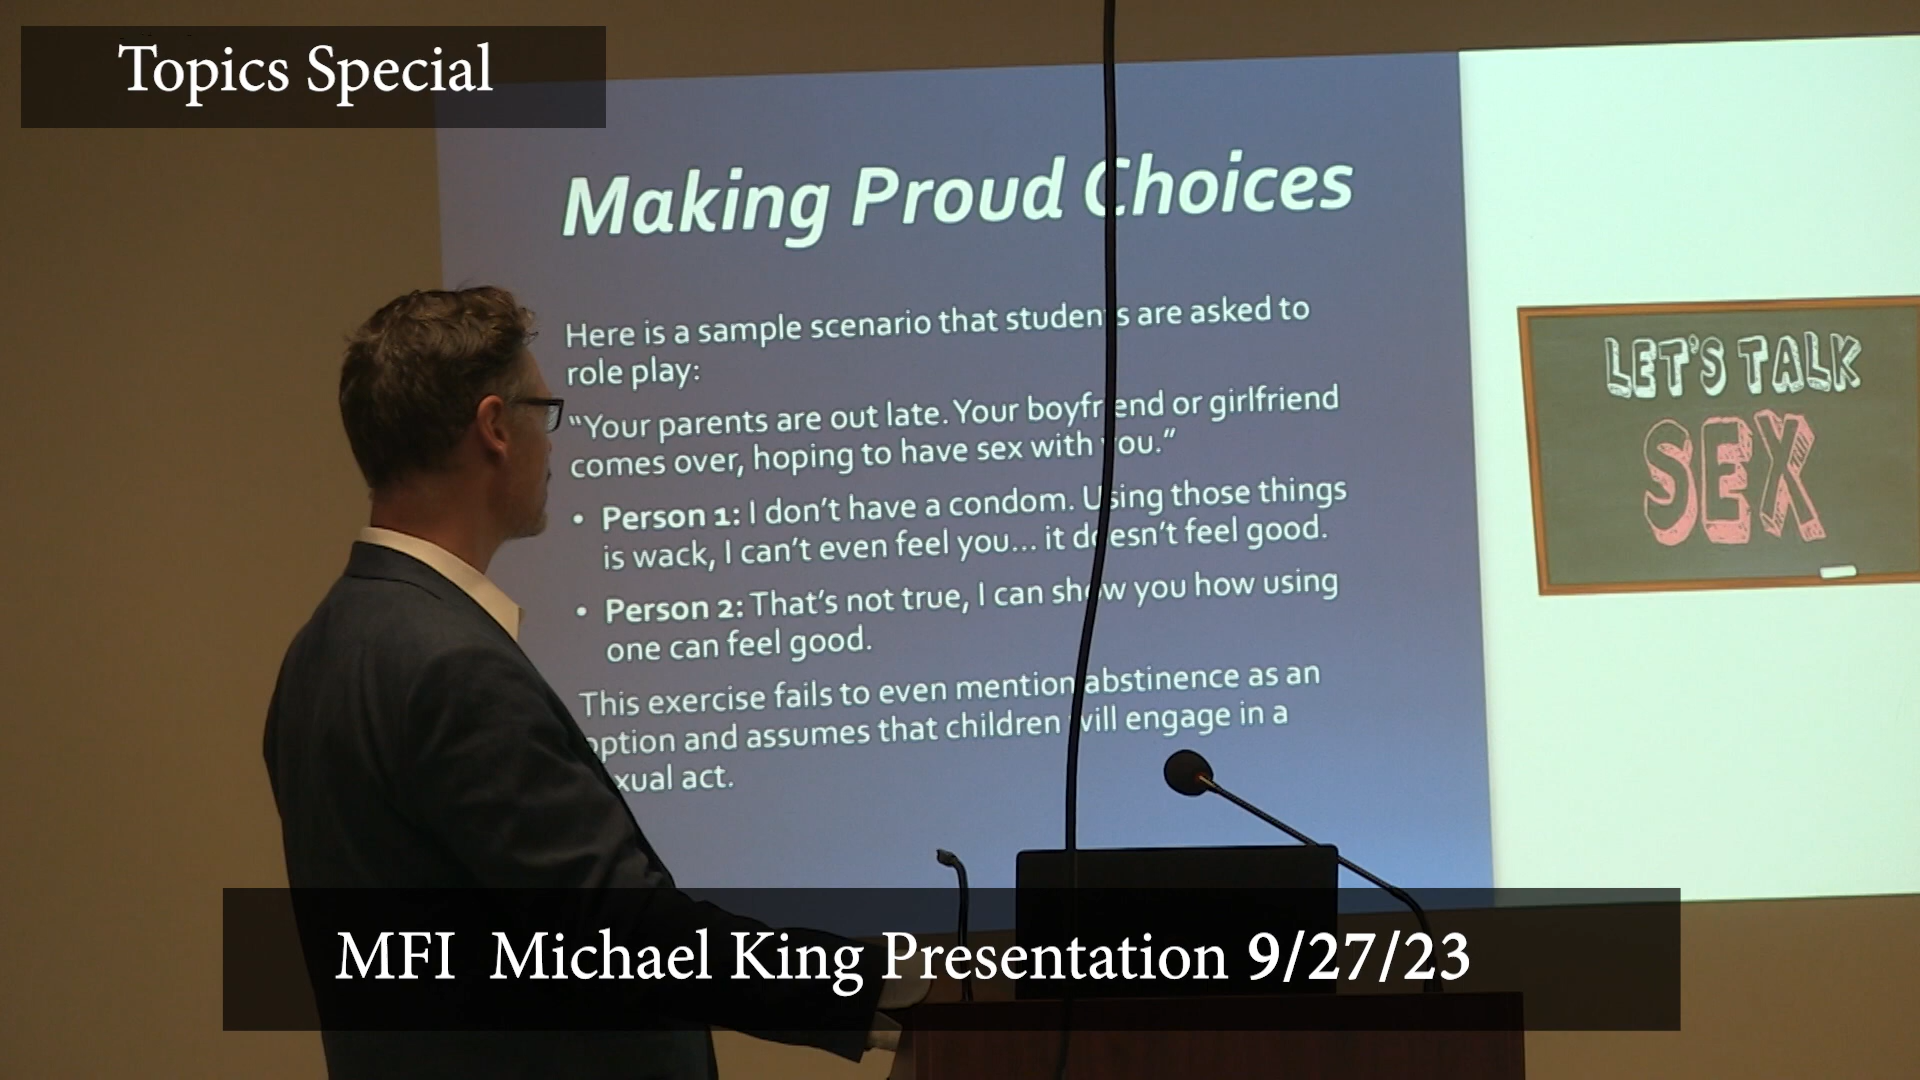 Topics Special
Making Proud Choices
Here is a sample scenario that students are asked to
role play:
“Your parents are out late. Your boyfriend or girlfriend
comes over, hoping to have sex with you.”
• Person 1: I don’t have a condom. Using those things
is wack, I can’t even feel you... it doesn’t feel good.
• Person 2: That’s not true, I can show you how using
one can feel good.
This exercise fails to even mention abstinence as an
option and assumes that children will engage in a
sexual act.
LET'S TALK
SEX
MFI Michael King Presentation 9/27/23